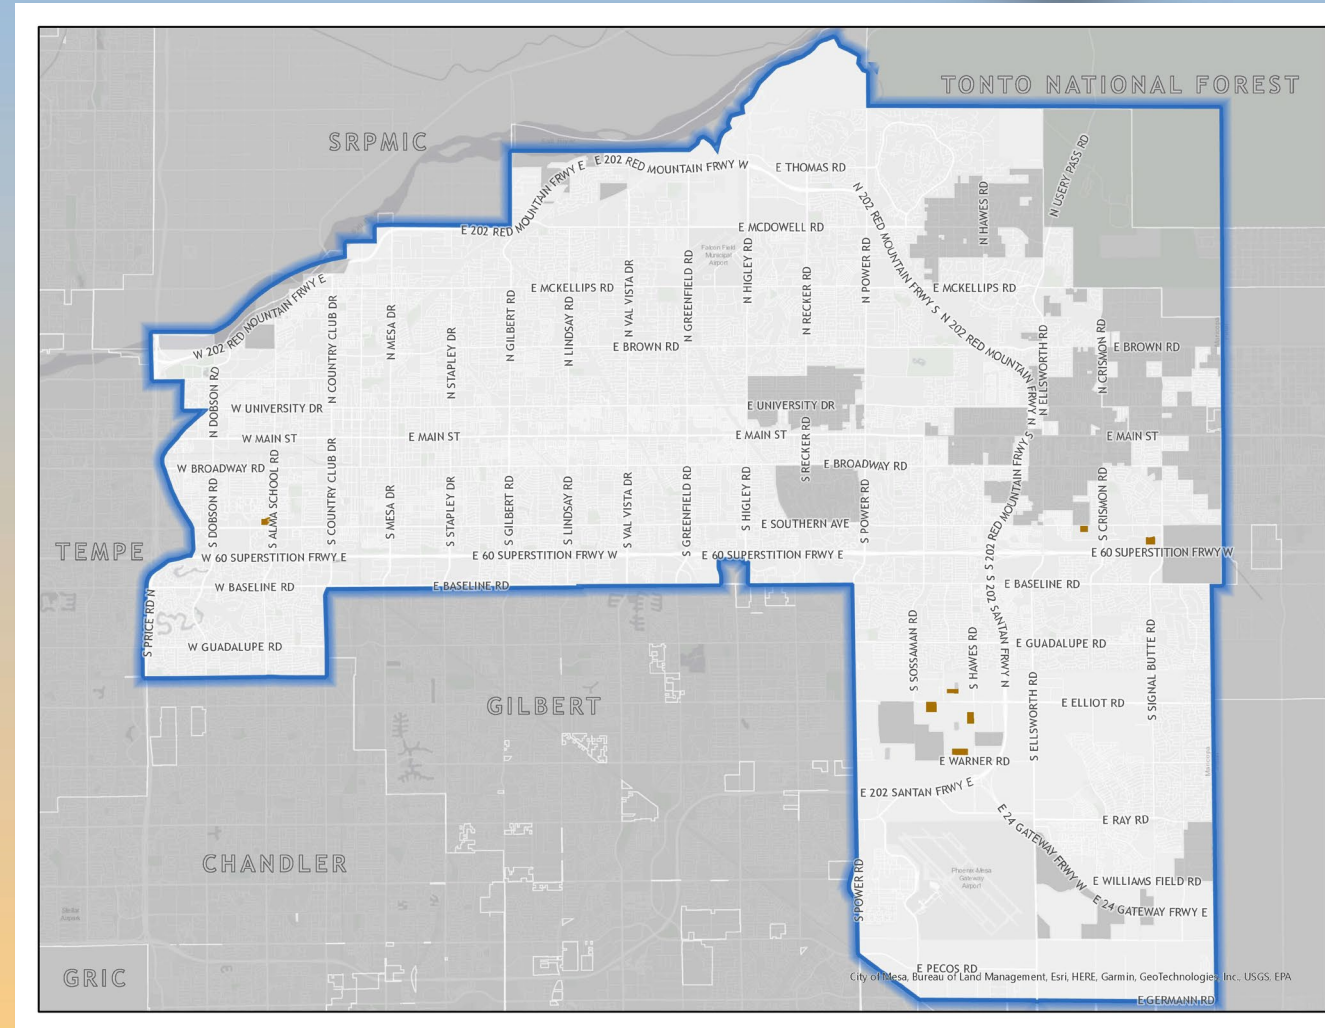 TONTO NATIONAL FOREST
SRPMIC
E 202 RED MOUNTAIN FRWY W
E THOMAS RD
N USERY PASS RD
E 202 RED MOUNTAIN FRWY E
N 202 RED MOUNTAIN FRWY S
N HAWES RD
E MCDOWELL RD
Falcon Field
Municipal
Airport
N HIGLEY RD
N POWER RD
N GREENFIELD RD
N VAL VISTA DR
N RECKER RD
E MCKELLIPS RD
E MCKELLIPS RD
W 202 RED MOUNTAIN FRWY E
N COUNTRY CLUB DR
N MESA DR
N STAPLEY DR
N GILBERT RD
N LINDSAY RD
N 202 RED MOUNTAIN FRWY N
N ELLSWORTH RD
N CRISMON RD
E BROWN RD
E BROWN RD
N DOBSON RD
W UNIVERSITY DR
E UNIVERSITY DR
W MAIN ST
E MAIN ST
E MAIN ST
E MAIN ST
W BROADWAY RD
E BROADWAY RD
S RECKER RD
S DOBSON RD
S ALMA SCHOOL RD
S COUNTRY CLUB DR
S MESA DR
S STAPLEY DR
S GILBERT RD
S LINDSAY RD
S VAL VISTA DR
S GREENFIELD RD
S HIGLEY RD
S POWER RD
S 202 RED MOUNTAIN FRWY S
S CRISMON RD
E SOUTHERN AVE
TEMPE
W 60 SUPERSTITION FRWY E
E 60 SUPERSTITION FRWY W
E 60 SUPERSTITION FRWY E
E 60 SUPERSTITION FRWY W
W BASELINE RD
E BASELINE RD
E BASELINE RD
S 202 SANTAN FRWY N
S PRICE RD N
W GUADALUPE RD
E GUADALUPE RD
S SOSSAMAN RD
S HAWES RD
S SIGNAL BUTTE RD
GILBERT
E ELLIOT RD
S ELLSWORTH RD
E WARNER RD
E 202 SANTAN FRWY E
E RAY RD
E 24 GATEWAY FRWY W
CHANDLER
Phoenix-Mesa
Gateway
Airport
S POWER RD
E WILLIAMS FIELD RD
E 24 GATEWAY FRWY E
Stellar
Airpark
GRIC
E PECOS RD
City of Mesa, Bureau of Land Management, Esri, HERE, Garmin, GeoTechnologies, Inc., USGS, EPA
E GERMANN RD